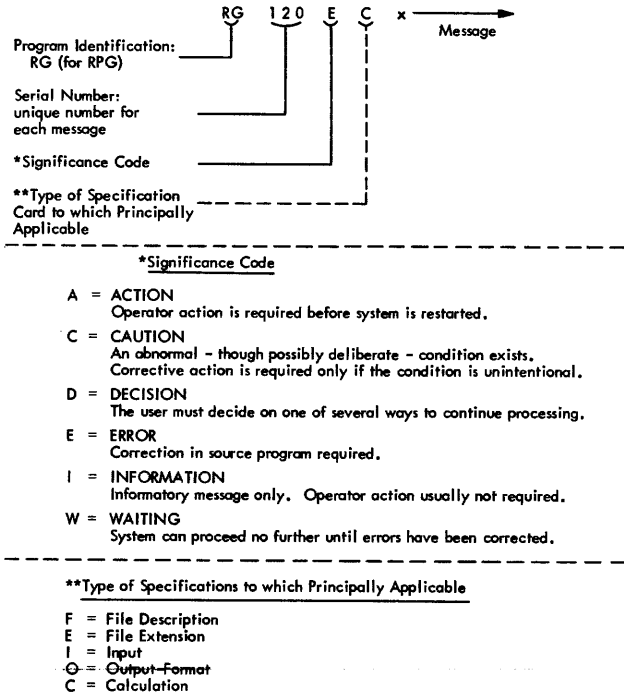 RG 120 E C x
Message
Program Identification:
RG (for RPG)
Serial Number:
unique number for
each message
*Significance Code
**Type of Specification
Card to which Principally
Applicable
*Significance Code
A = ACTION
Operator action is required before system is restarted.
C = CAUTION
An abnormal - though possibly deliberate - condition exists.
Corrective action is required only if the condition is unintentional.
D = DECISION
The user must decide on one of several ways to continue processing.
E = ERROR
Correction in source program required.
I = INFORMATION
Informatory message only. Operator action usually not required.
W = WAITING
System can proceed no further until errors have been corrected.
**Type of Specifications to which Principally Applicable
F = File Description
E = File Extension
I = Input
O = Output-Format
C = Calculation